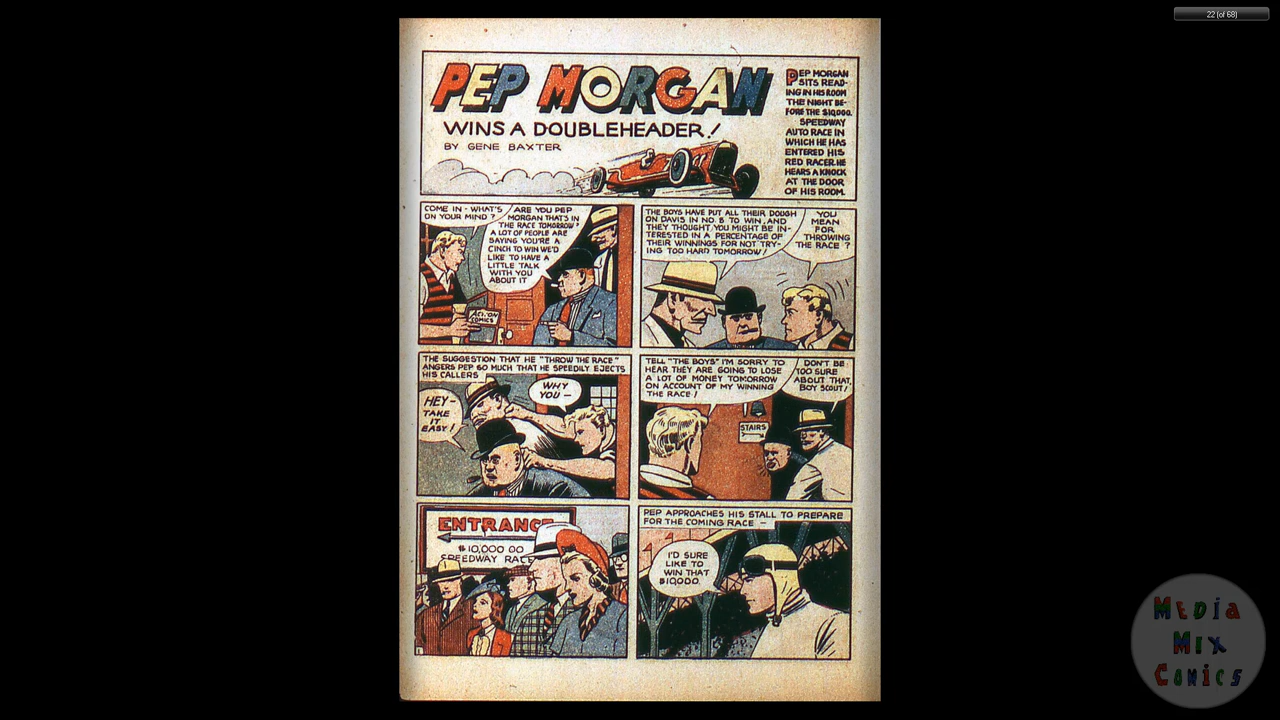 22 (of 68)
PEP MORGAN
WINS A DOUBLEHEADER!
BY GENE BAXTER
PEP MORGAN
SITS READ-
ING IN HIS ROOM
THE NIGHT BE-
FORE THE $10,000.
SPEEDWAY
AUTO RACE IN
WHICH HE HAS
ENTERED HIS
RED RACER. HE
HEARS A KNOCK
AT THE DOOR
OF HIS ROOM.
COME IN - WHAT'S
ON YOUR MIND?
ARE YOU PEP
MORGAN THAT'S IN
THE RACE TOMORROW?
A LOT OF PEOPLE ARE
SAYING YOU'RE A
CINCH TO WIN WE'D
LIKE TO HAVE A
LITTLE TALK
WITH YOU
ABOUT IT
ACTION
COMICS
THE BOYS HAVE PUT ALL THEIR DOUGH
ON DAVIS IN NO. 8 TO WIN, AND
THEY THOUGHT YOU MIGHT BE IN-
TERESTED IN A PERCENTAGE OF
THEIR WINNINGS FOR NOT TRY-
ING TOO HARD TOMORROW!
YOU
MEAN
FOR
THROWING
THE RACE?
THE SUGGESTION THAT HE "THROW THE RACE"
ANGERS PEP SO MUCH THAT HE SPEEDILY EJECTS
HIS CALLERS
HEY-
TAKE
IT
EASY!
WHY
YOU —
TELL "THE BOYS" I'M SORRY TO
HEAR THEY ARE GOING TO LOSE
A LOT OF MONEY TOMORROW
ON ACCOUNT OF MY WINNING
THE RACE!
DON'T BE
TOO SURE
ABOUT THAT,
BOY SCOUT!
STAIRS
ENTRANCE
$10,000 00
SPEEDWAY RACE
PEP APPROACHES HIS STALL TO PREPARE
FOR THE COMING RACE —
I'D SURE
LIKE TO
WIN THAT
$10,000.
MEDIA
MIX
COMICS